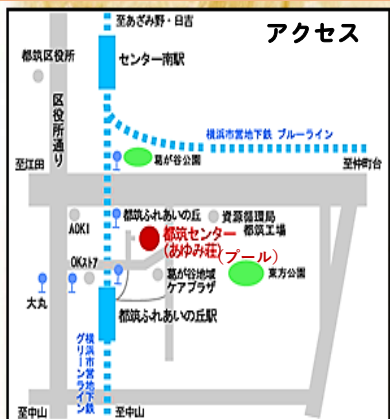 アクセス
至あざみ野・日吉
都筑区役所
センター南駅
区役所通り
横浜市営地下鉄 ブルーライン
至江田
葛が谷公園
至仲町台
AOKI
都筑ふれあいの丘
資源循環局
都筑工場
都筑センター
(あゆみ荘)
(プール)
OKストア
葛が谷地域
ケアプラザ
東方公園
大丸
都筑ふれあいの丘駅
横浜市営地下鉄
グリーンライン
至中山
至中山